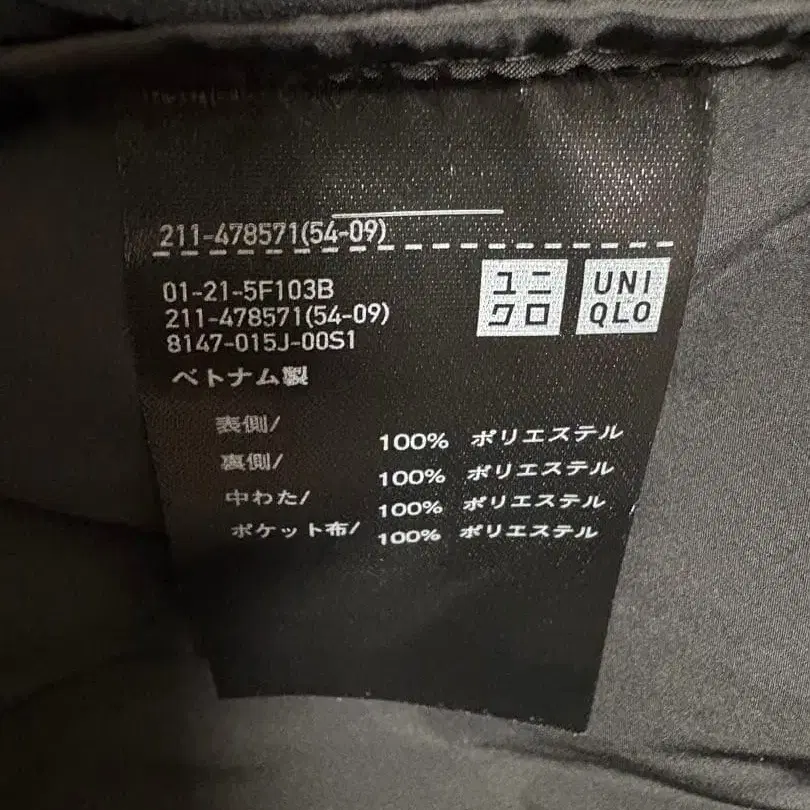 211-478571(54-09)
01-21-5F103B
211-478571(54-09)
8147-015J-00S1
ベトナム製
ユニ
クロ
UNI
QLO
表側/ 100% ポリエステル
裏側/ 100% ポリエステル
中わた/ 100% ポリエステル
ポケット布/ 100% ポリエステル